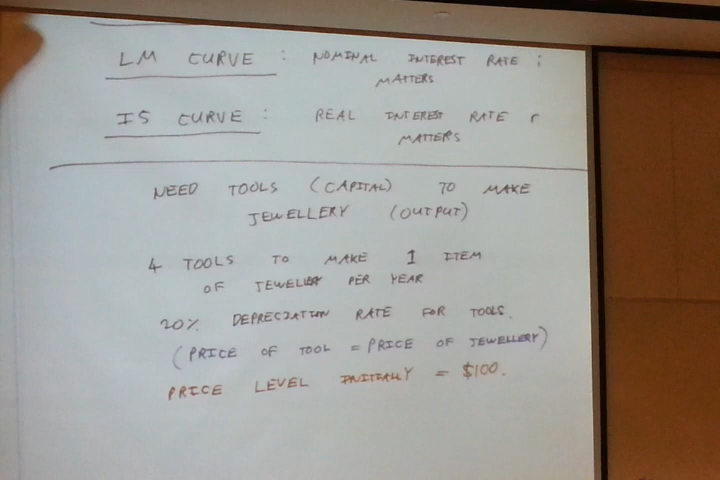 LM CURVE : NOMINAL INTEREST RATE i
MATTERS
IS CURVE : REAL INTEREST RATE r
MATTERS
NEED TOOLS (CAPITAL) TO MAKE
JEWELLERY (OUTPUT)
4 TOOLS TO MAKE 1 ITEM
OF JEWELLERY PER YEAR
20% DEPRECIATION RATE FOR TOOLS.
(PRICE OF TOOL = PRICE OF JEWELLERY)
PRICE LEVEL INITIALLY = $100.